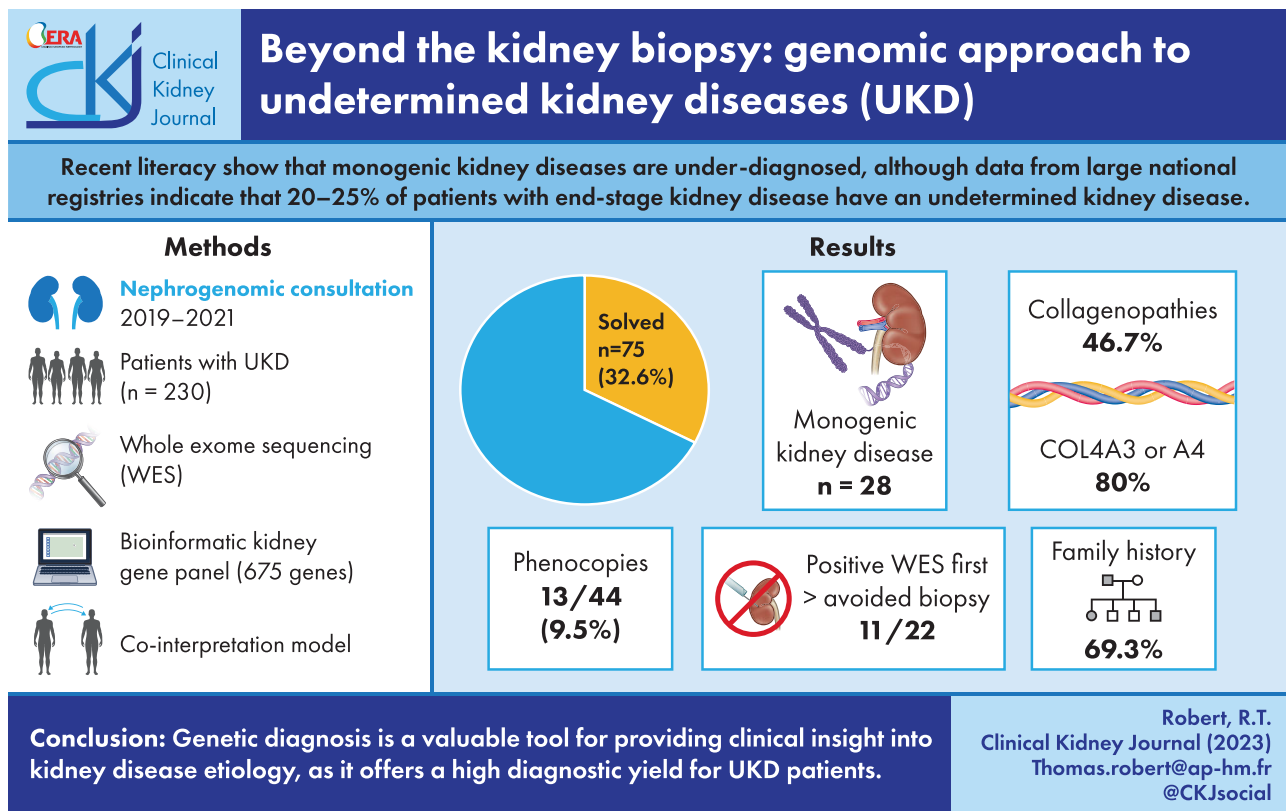 ERA
ckj
Clinical
Kidney
Journal
Beyond the kidney biopsy: genomic approach to
undetermined kidney diseases (UKD)
Recent literacy show that monogenic kidney diseases are under-diagnosed, although data from large national
registries indicate that 20–25% of patients with end-stage kidney disease have an undetermined kidney disease.
Methods
Nephrogenomic consultation
2019–2021
Patients with UKD
(n = 230)
Whole exome sequencing
(WES)
Bioinformatic kidney
gene panel (675 genes)
Co-interpretation model
Results
Solved
n=75
(32.6%)
Monogenic
kidney disease
n = 28
Collagenopathies
46.7%
COL4A3 or A4
80%
Phenocopies
13/44
(9.5%)
Positive WES first
> avoided biopsy
11/22
Family history
69.3%
Conclusion: Genetic diagnosis is a valuable tool for providing clinical insight into
kidney disease etiology, as it offers a high diagnostic yield for UKD patients.
Robert, R.T.
Clinical Kidney Journal (2023)
Thomas.robert@ap-hm.fr
@CKJsocial